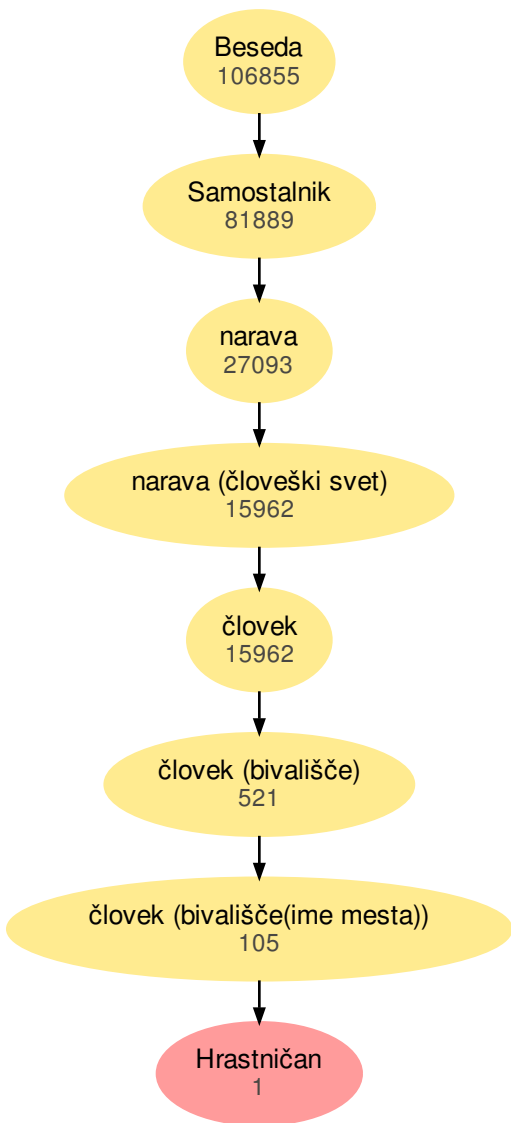 Beseda
106855
Samostalnik
81889
narava
27093
narava (človeški svet)
15962
človek
15962
človek (bivališče)
521
človek (bivališče(ime mesta))
105
Hrastničan
1